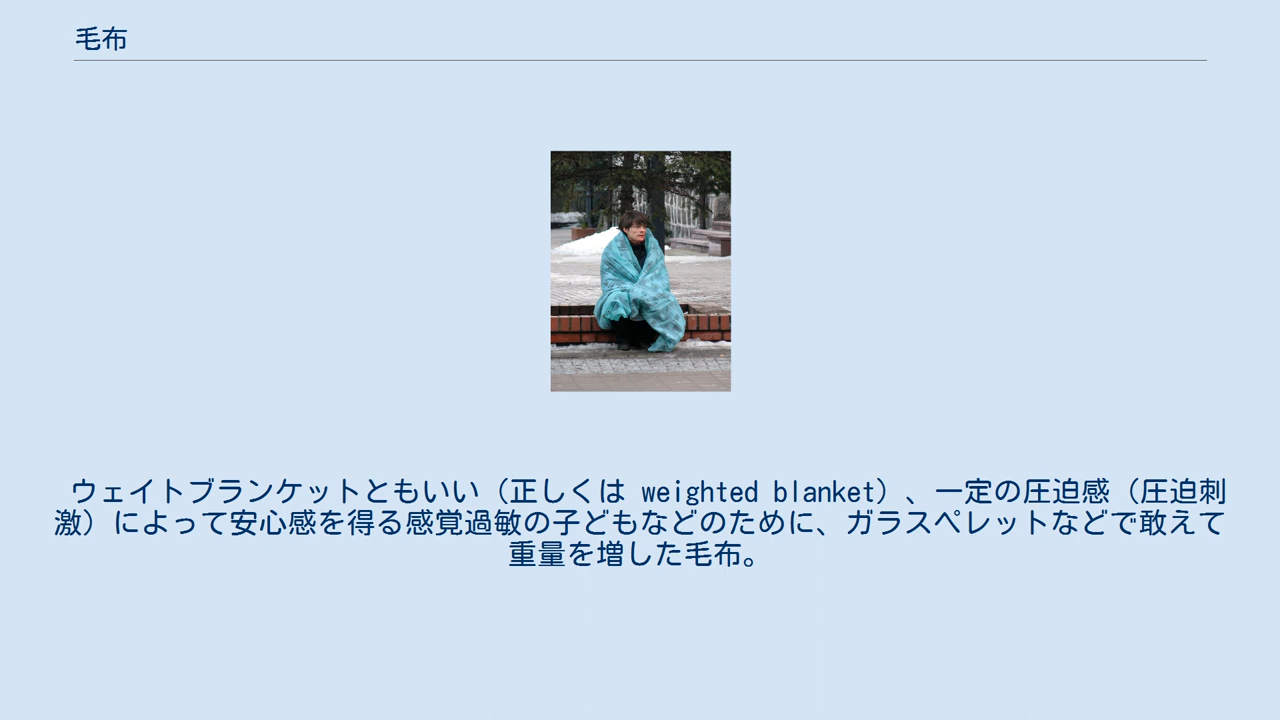 毛布
ウェイトブランケットともいい（正しくは weighted blanket）、一定の圧迫感（圧迫刺
激）によって安心感を得る感覚過敏の子どもなどのために、ガラスペレットなどで敢えて
重量を増した毛布。